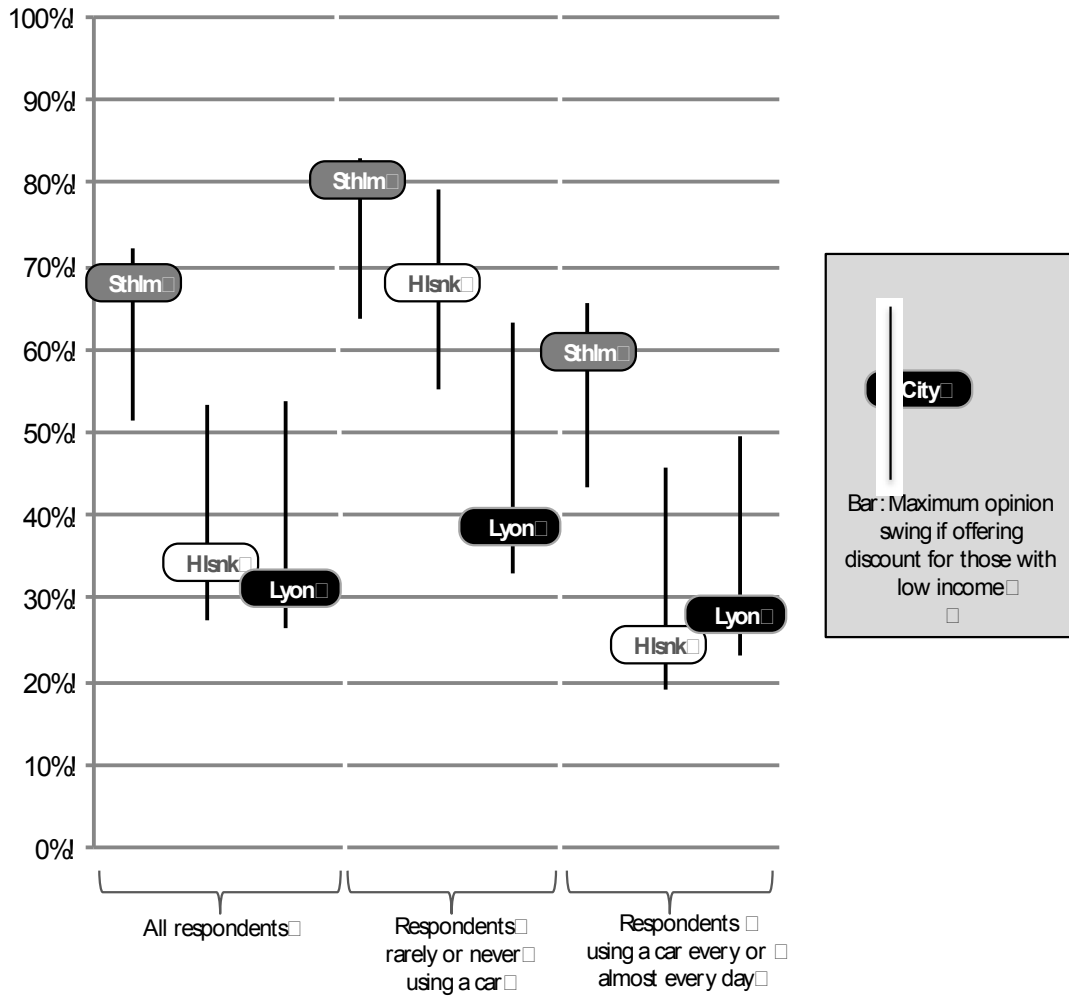 100%!
90%!
80%!
70%!
60%!
50%!
40%!
30%!
20%!
10%!
0%!
Sthlm□
Hlsnk□
Lyon□
Sthlm□
Hlsnk□
Lyon□
Sthlm□
Hlsnk□
Lyon□
All respondents□
Respondents□
rarely or never□
using a car□
Respondents □
using a car every or □
almost every day□
City□
Bar: Maximum opinion
swing if offering
discount for those with
low income□
□